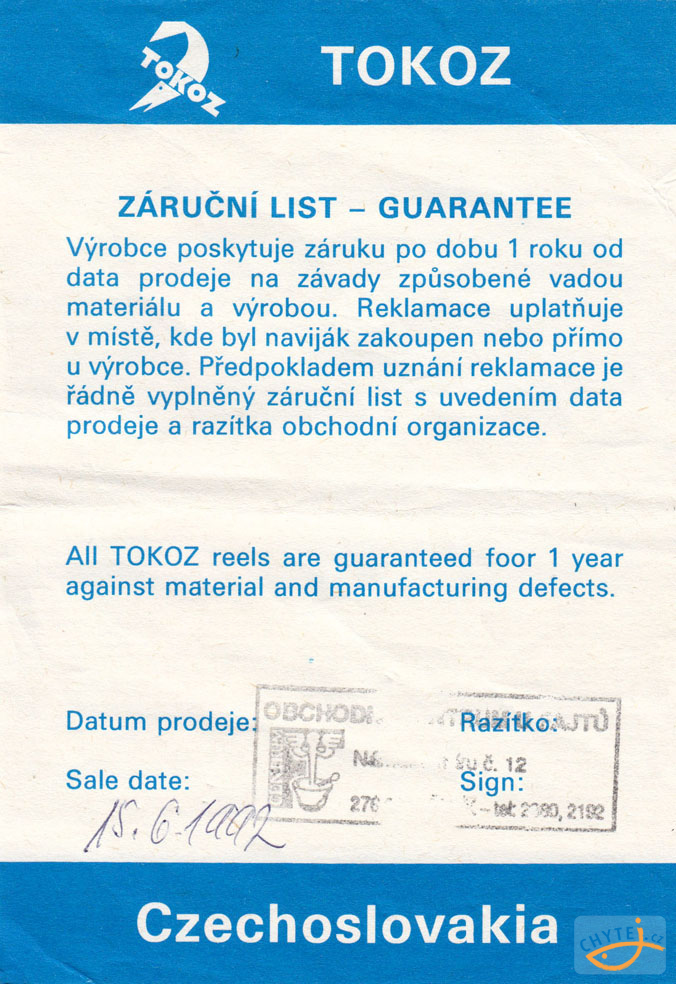 TOKOZ
TOKOZ
ZÁRUČNÍ LIST – GUARANTEE
Výrobce poskytuje záruku po dobu 1 roku od
data prodeje na závady způsobené vadou
materiálu a výrobou. Reklamace uplatňuje
v místě, kde byl naviják zakoupen nebo přímo
u výrobce. Předpokladem uznání reklamace je
řádně vyplněný záruční list s uvedením data
prodeje a razítka obchodní organizace.
All TOKOZ reels are guaranteed foor 1 year
against material and manufacturing defects.
Datum prodeje:
Razítko:
č. 12
Sale date:
Sign:
tel: 2192
15. 6. 1992
Czechoslovakia
CHYTEJ.cz